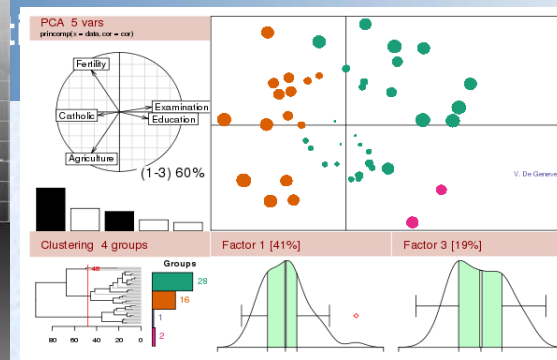 PCA 5 vars
princomp(x = data, cor = cor)
Fertility
Catholic
Examination
Education
Agriculture
(1-3) 60%
V. De Geneve
Clustering 4 groups
Factor 1 [41%]
Factor 3 [19%]
48
Groups
28
16
1
2
80 60 40 20 0